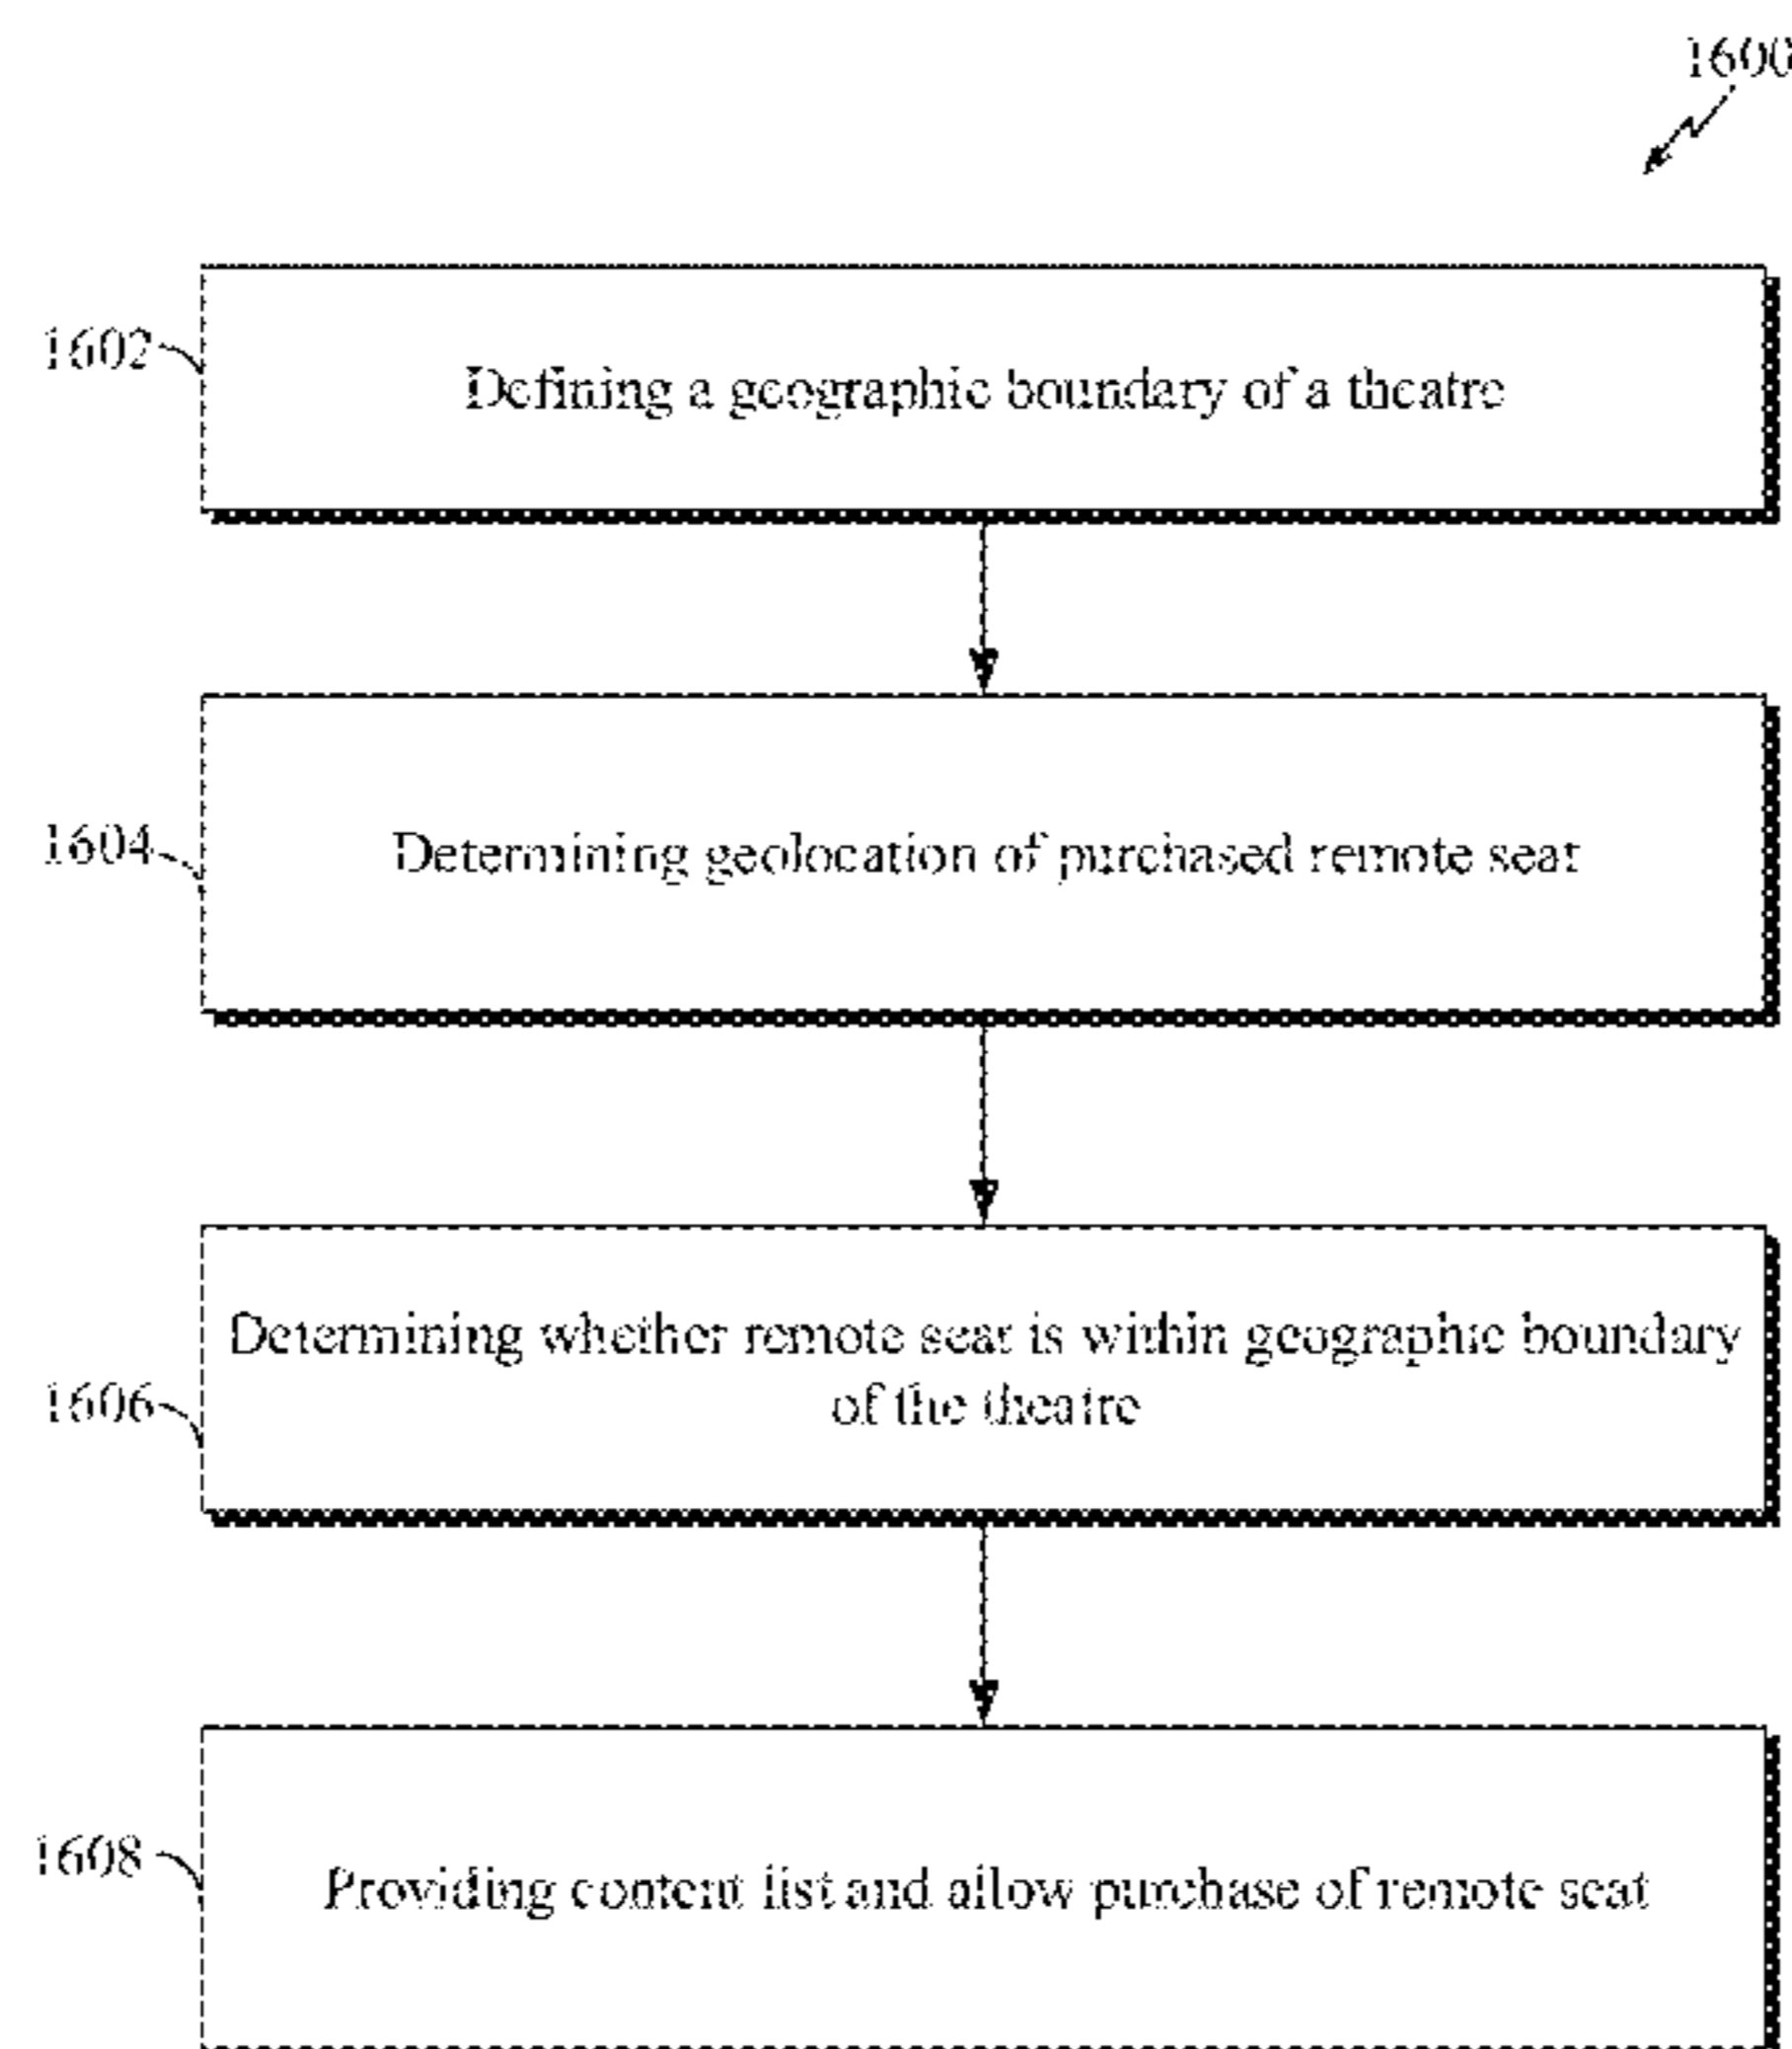 1600
1602
Defining a geographic boundary of a theatre
1604
Determining geolocation of purchased remote seat
Determining whether remote seat is within geographic boundary
of the theatre
1606
1608
Providing content list and allow purchase of remote seat